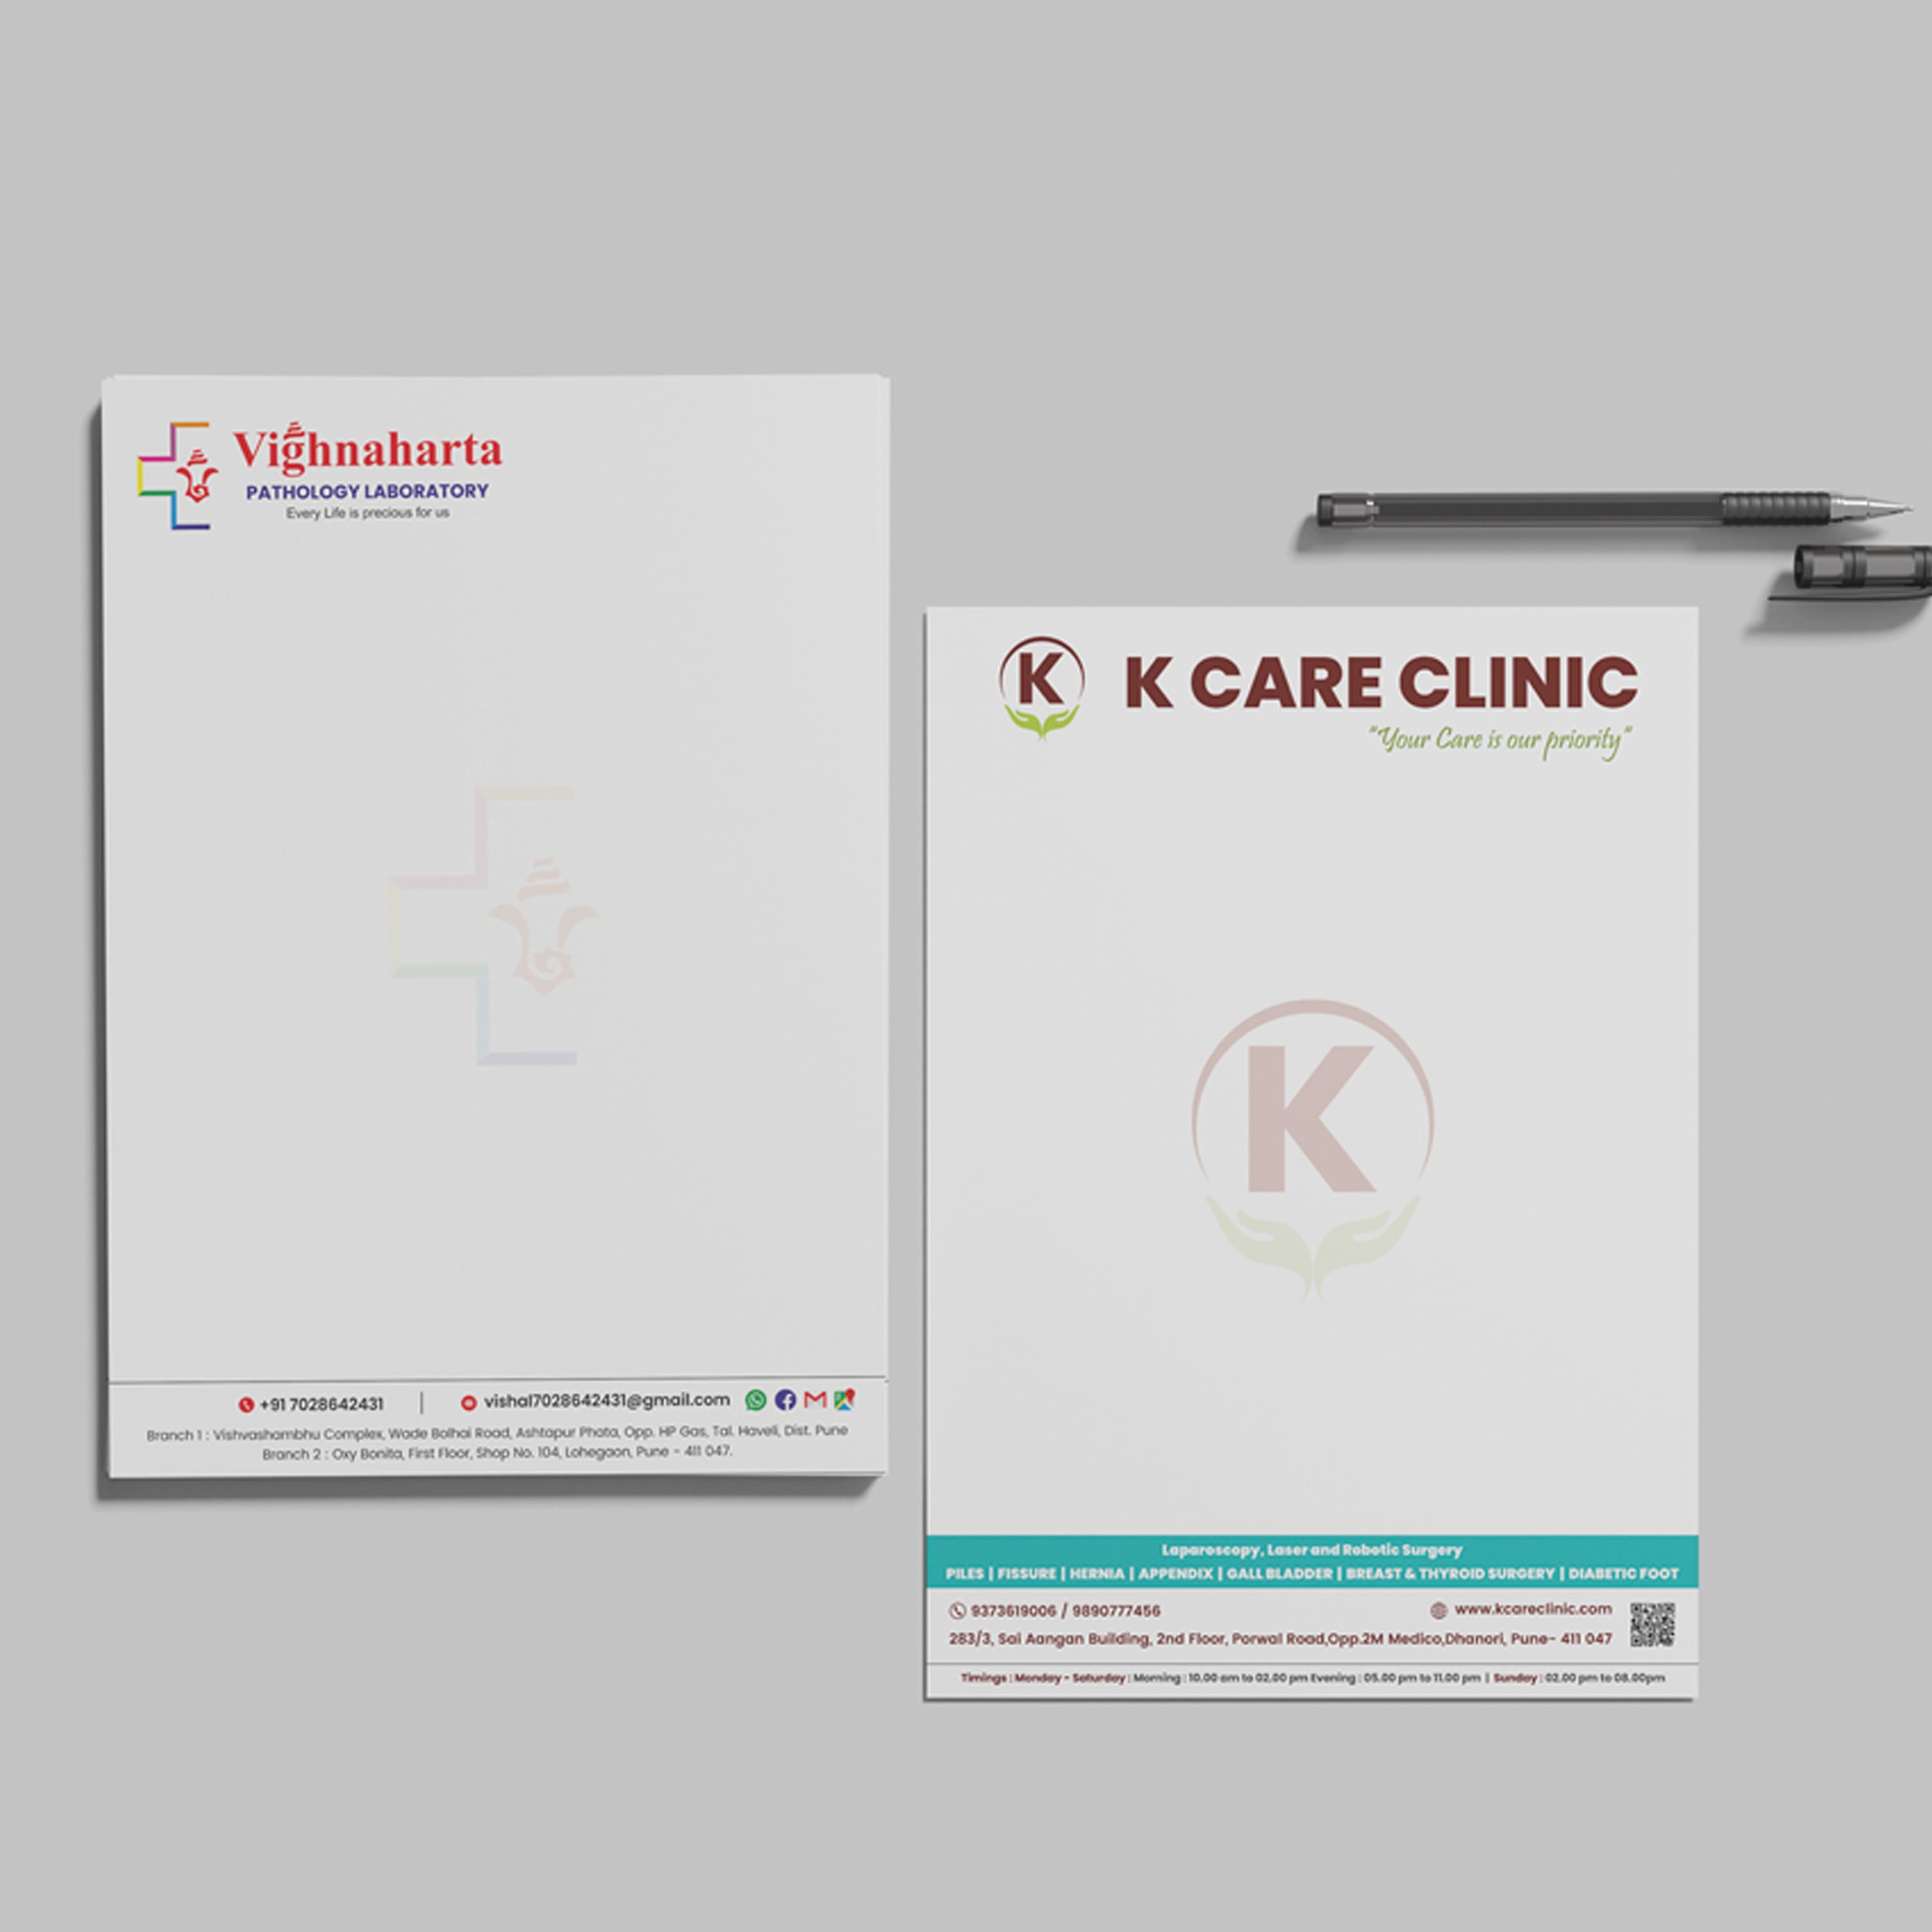 Vighnaharta
PATHOLOGY LABORATORY
Every Life is precious for us
+91 7028642431 | vishal7028642431@gmail.com
Branch 1 : Vishvashambhu Complex, Wade Bolhai Road, Ashtapur Phata, Opp. HP Gas, Tal. Haveli, Dist. Pune
Branch 2 : Oxy Bonita, First Floor, Shop No. 104, Lohegaon, Pune - 411 047.
K
K CARE CLINIC
"Your Care is our priority"
K
Laparoscopy, Laser and Robotic Surgery
PILES | FISSURE | HERNIA | APPENDIX | GALL BLADDER | BREAST & THYROID SURGERY | DIABETIC FOOT
9373619006 / 9890777456
www.kcareclinic.com
283/3, Sai Aangan Building, 2nd Floor, Porwal Road,Opp.2M Medico,Dhanori, Pune- 411 047
Timings : Monday - Saturday : Morning : 10.00 am to 02.00 pm Evening : 05.00 pm to 11.00 pm | Sunday : 02.00 pm to 08.00pm